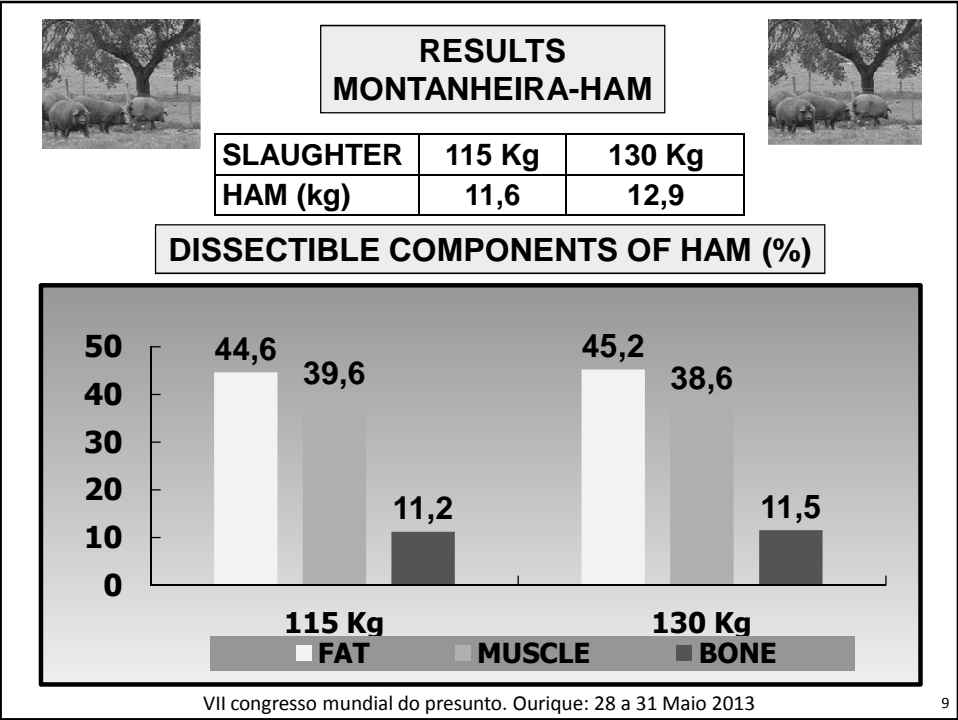 RESULTS
MONTANHEIRA-HAM
SLAUGHTER 115 Kg 130 Kg
HAM (kg) 11,6 12,9
DISSECTIBLE COMPONENTS OF HAM (%)
50
40
30
20
10
0
44,6
39,6
11,2
45,2
38,6
11,5
115 Kg 130 Kg
FAT MUSCLE BONE
VII congresso mundial do presunto. Ourique: 28 a 31 Maio 2013
9